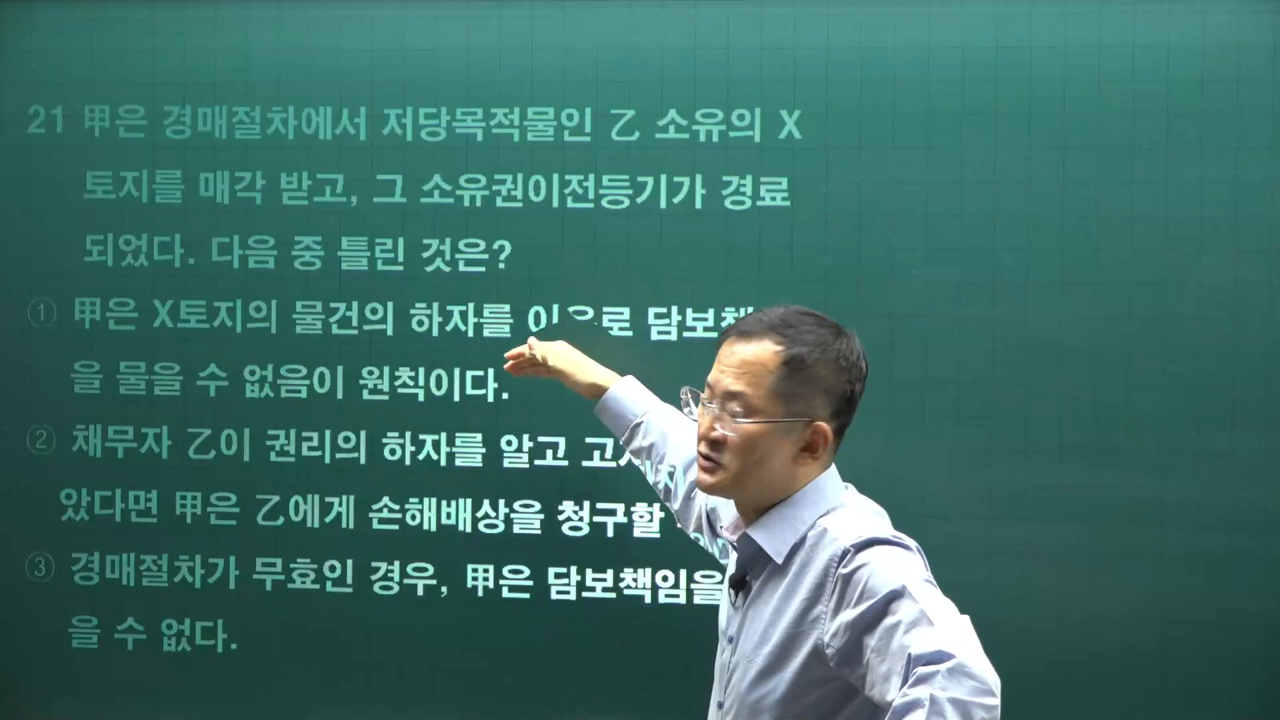 21 甲은 경매절차에서 저당목적물인 乙 소유의 X
토지를 매각 받고, 그 소유권이전등기가 경료
되었다. 다음 중 틀린 것은?
① 甲은 X토지의 물건의 하자를 이유로
을 물을 수 없음이 원칙이다.
② 채무자 乙이 권리의 하자를 알고
았다면 甲은 乙에게 손해배상을 청구할
③ 경매절차가 무효인 경우, 甲은 담보책임을
을 수 없다.